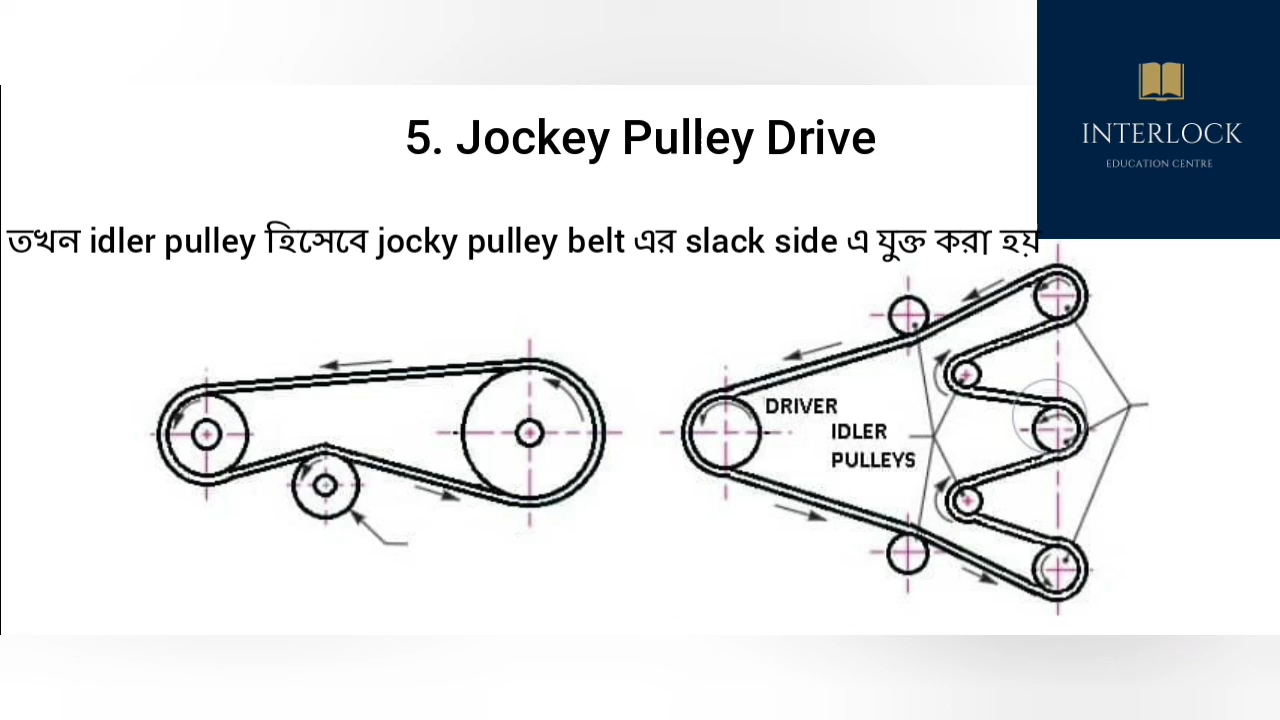 5. Jockey Pulley Drive
INTERLOCK
EDUCATION CENTRE
তখন idler pulley হিসেবে jocky pulley belt এর slack side এ যুক্ত করা হয়
DRIVER
IDLER
PULLEYS